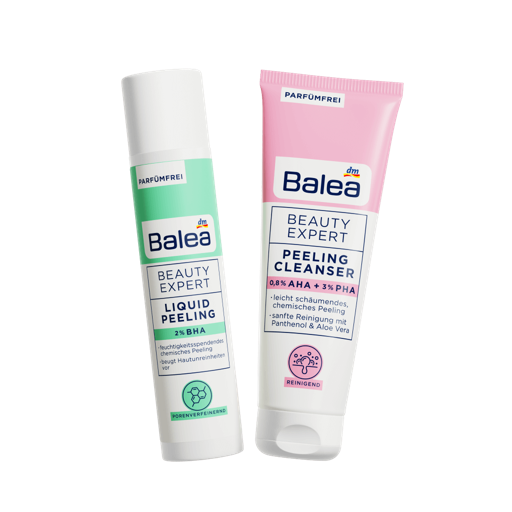 PARFÜMFREI
dm
Balea
BEAUTY
EXPERT
LIQUID
PEELING
2% BHA
·feuchtigkeitsspendendes,
chemisches Peeling
·beugt Hautunreinheiten
vor
PORENVERFEINERND
PARFÜMFREI
dm
Balea
BEAUTY
EXPERT
PEELING
CLEANSER
0,8% AHA + 3% PHA
·leicht schäumendes,
chemisches Peeling
·sanfte Reinigung mit
Panthenol & Aloe Vera
REINIGEND